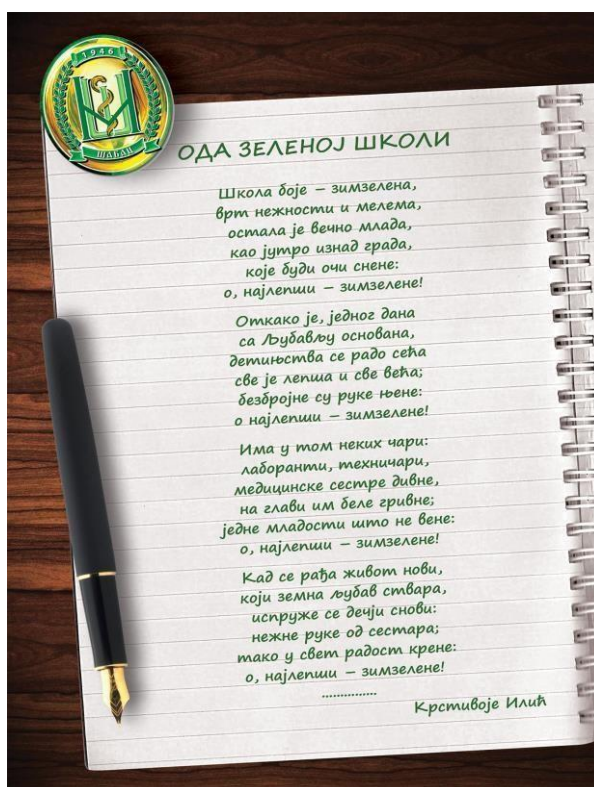 1946
ШАБАЦ
ОДА ЗЕЛЕНОЈ ШКОЛИ
Школа боје – зимзелена,
врт нежности и мелема,
остала је вечно млада,
као јутро изнад града,
које буди очи снене:
о, најлепши – зимзелене!
Откако је, једног дана
са Љубављу основана,
детињства се радо сећа
све је лепша и све већа;
безбројне су руке њене:
о најлепши – зимзелене!
Има у том неких чари:
лаборанти, техничари,
медицинске сестре дивне,
на глави им беле гривне;
једне младости што не вене:
о, најлепши – зимзелене!
Кад се рађа живот нови,
који земна љубав ствара,
испруже се дечји снови:
нежне руке од сестара;
тако у свет радост крене:
о, најлепши – зимзелене!
...............
Крстивоје Илић